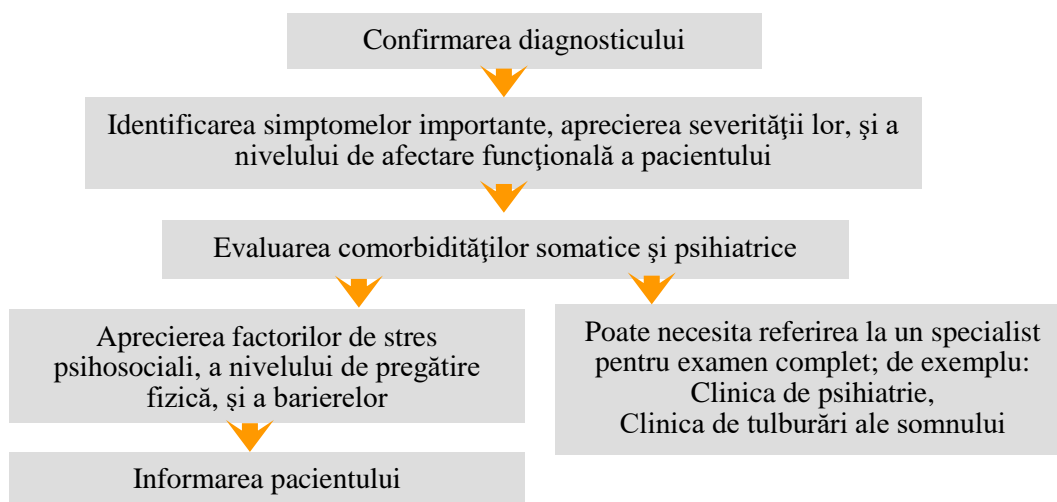 Confirmarea diagnosticului
Identificarea simptomelor importante, aprecierea severităţii lor, şi a
nivelului de afectare funcţională a pacientului
Evaluarea comorbidităţilor somatice şi psihiatrice
Aprecierea factorilor de stres
psihosociali, a nivelului de pregătire
fizică, și a barierelor
Poate necesita referirea la un specialist
pentru examen complet; de exemplu:
Clinica de psihiatrie,
Clinica de tulburări ale somnului
Informarea pacientului